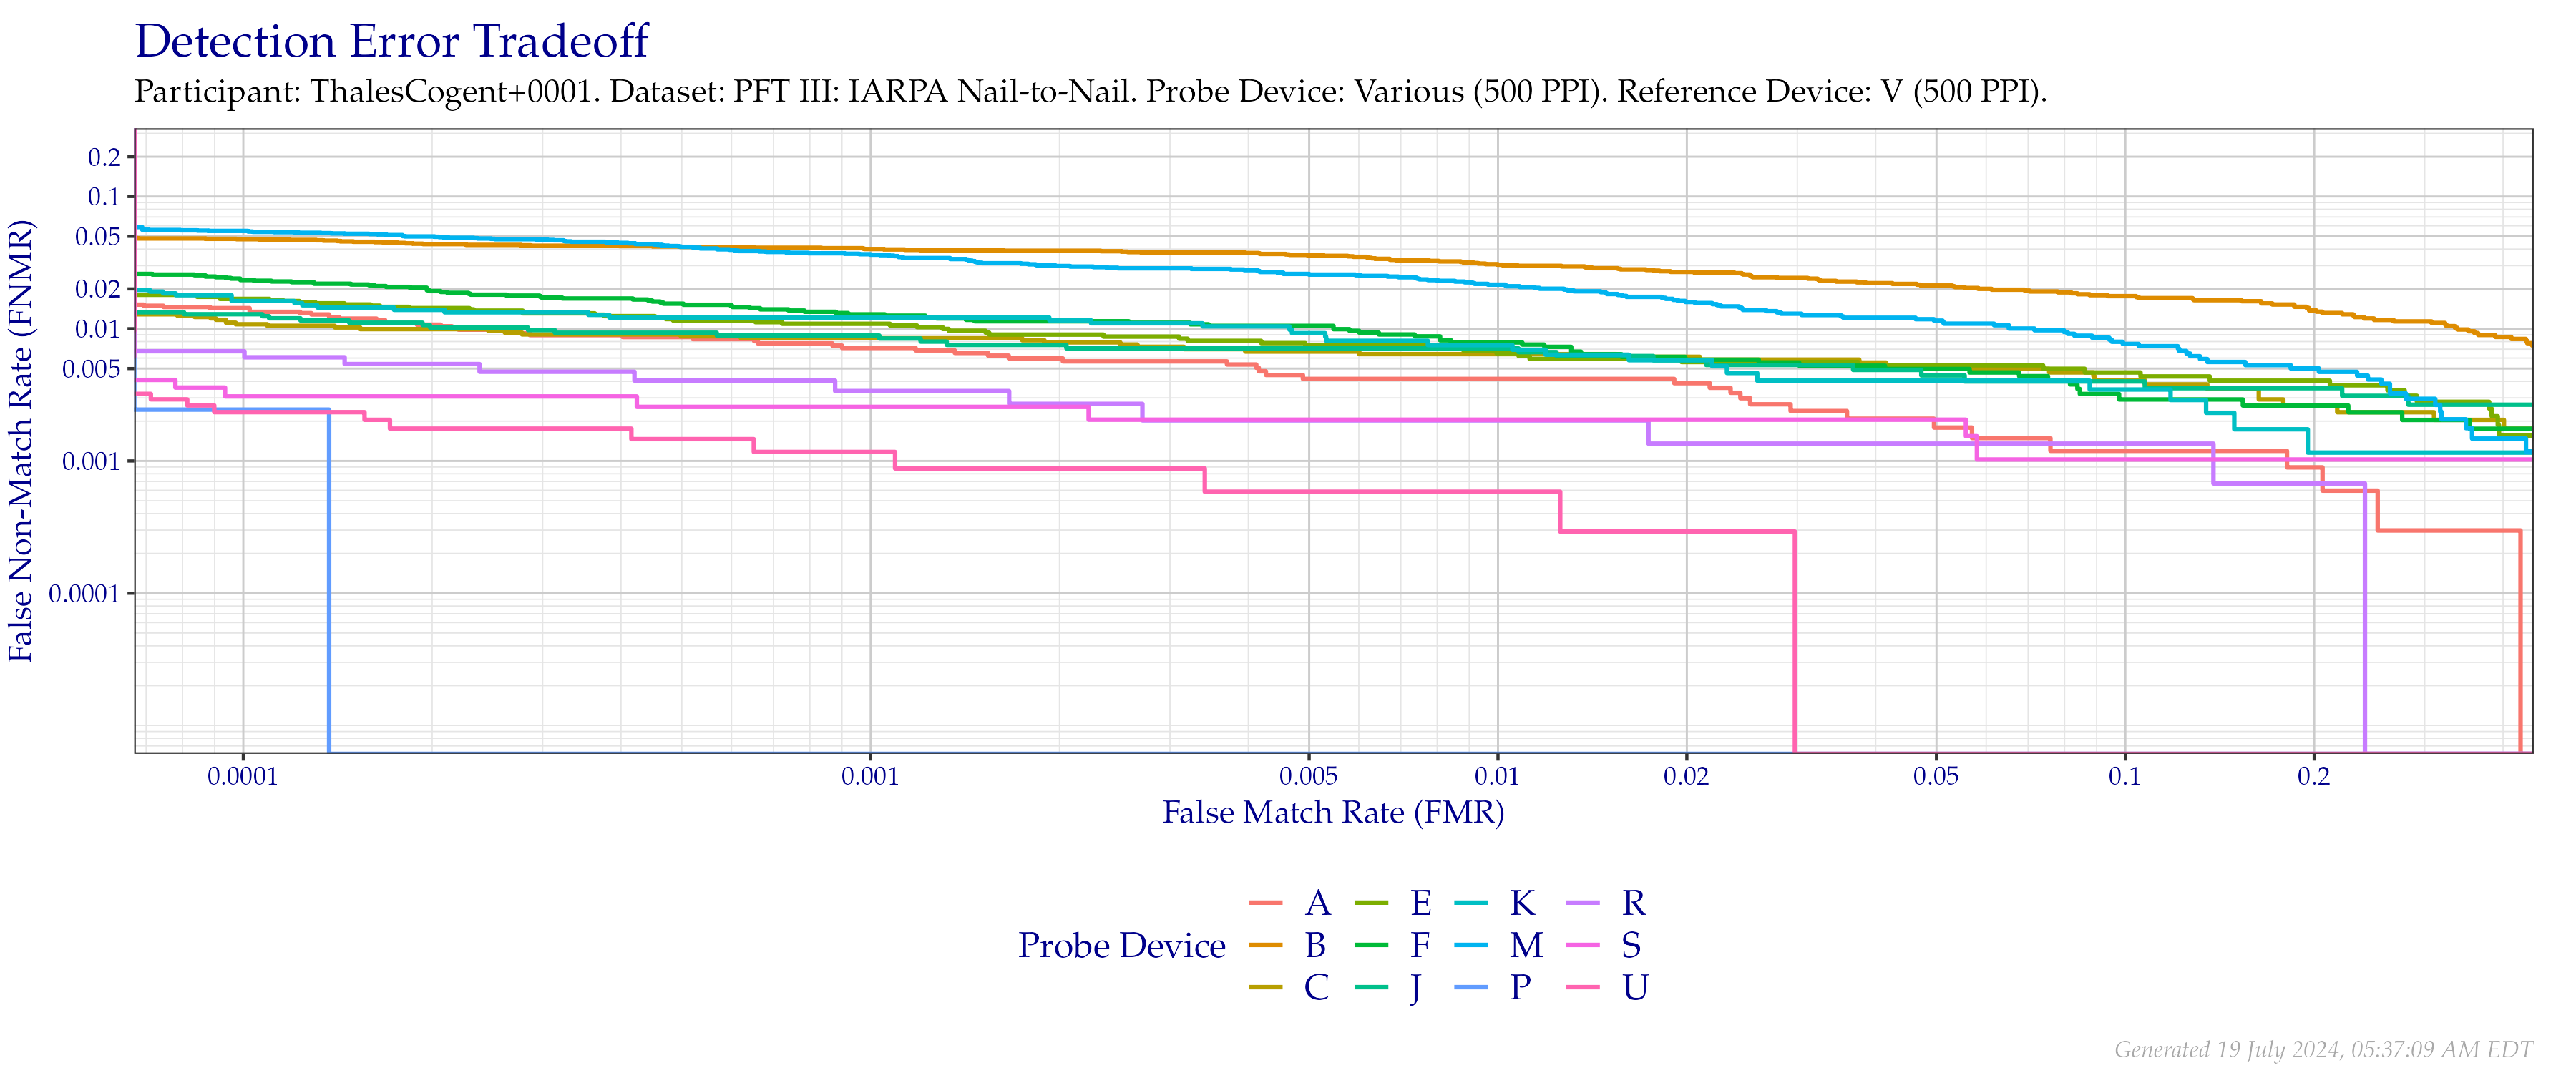 Detection Error Tradeoff
Participant: ThalesCogent+0001. Dataset: PFT III: IARPA Nail-to-Nail. Probe Device: Various (500 PPI). Reference Device: V (500 PPI).
False Non-Match Rate (FNMR)
0.2
0.1
0.05
0.02
0.01
0.005
0.001
0.0001
0.0001 0.001 0.005 0.01 0.02 0.05 0.1 0.2
False Match Rate (FMR)
A E K R
Probe Device B F M S
C J P U
Generated 19 July 2024, 05:37:09 AM EDT